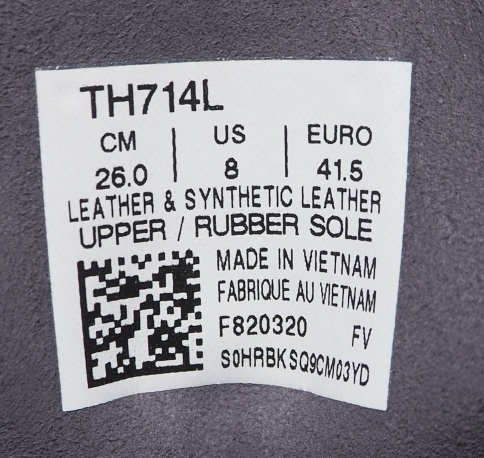 TH714L
CM | US | EURO
26.0 | 8 | 41.5
LEATHER & SYNTHETIC LEATHER
UPPER / RUBBER SOLE
MADE IN VIETNAM
FABRIQUE AU VIETNAM
F820320 FV
S0HRBKSQ9CM03YD